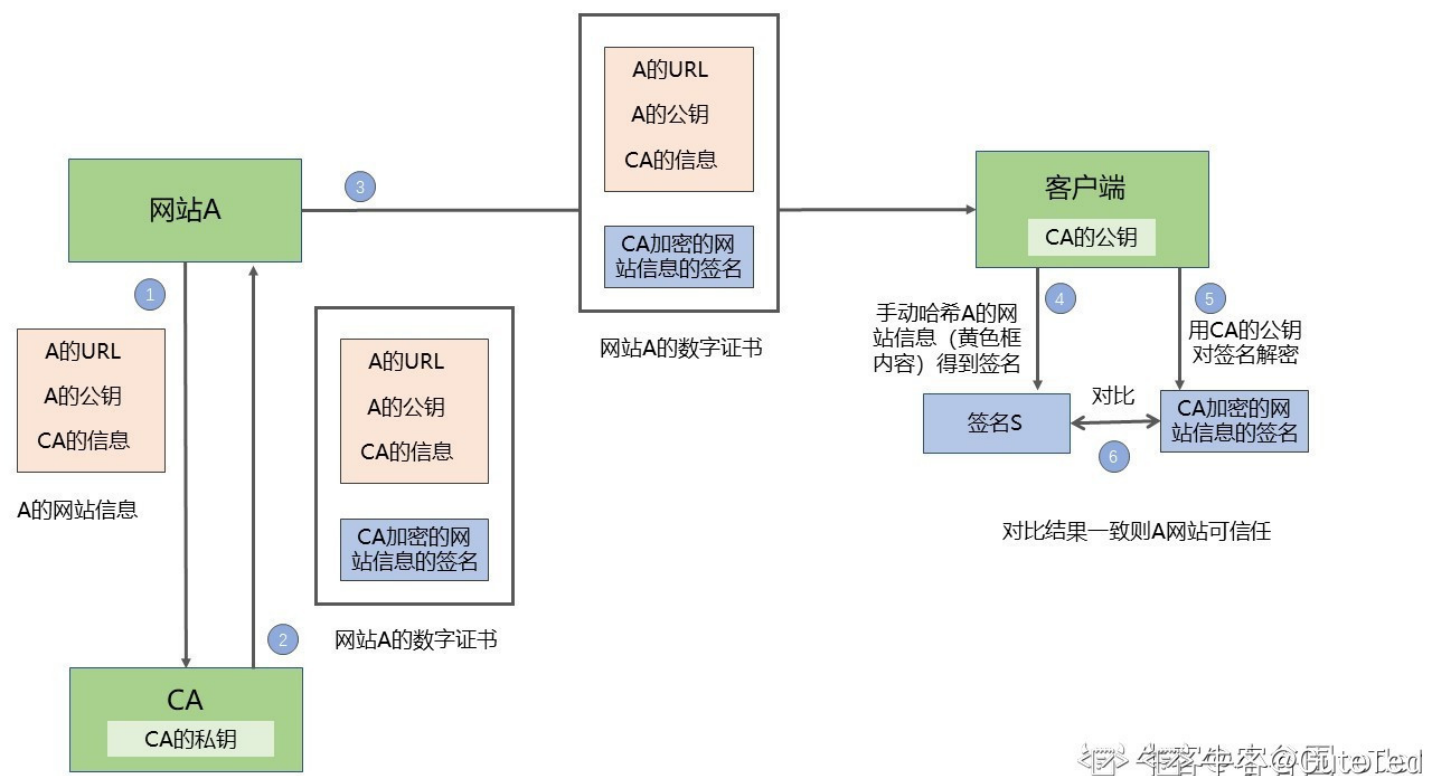 A的URL
A的公钥
CA的信息
CA加密的网
站信息的签名
网站A的数字证书
网站A
3
客户端
CA的公钥
1
A的URL
A的公钥
CA的信息
A的网站信息
A的URL
A的公钥
CA的信息
CA加密的网
站信息的签名
网站A的数字证书
2
CA
CA的私钥
4
手动哈希A的网
站信息（黄色框
内容）得到签名
5
用CA的公钥
对签名解密
签名S
对比
6
CA加密的网
站信息的签名
对比结果一致则A网站可信任